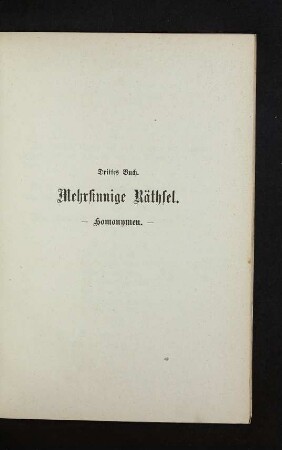 Drittes Buch.
Mehrsinnige Räthsel.
— Homonymen. —